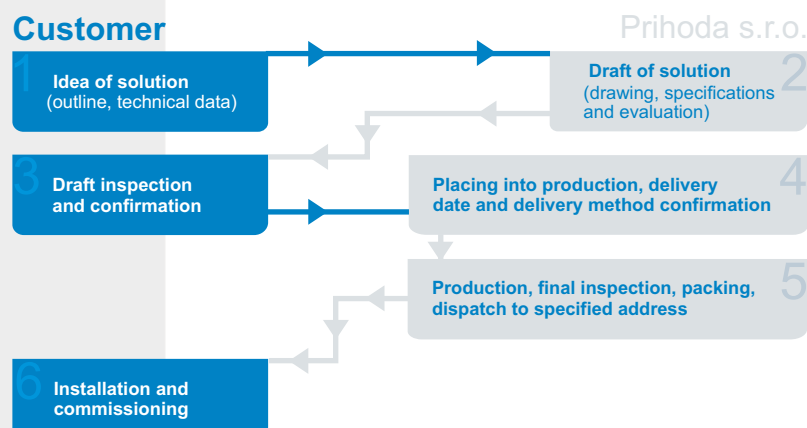 Customer
Prihoda s.r.o.
1
Idea of solution
(outline, technical data)
2
Draft of solution
(drawing, specifications
and evaluation)
3
Draft inspection
and confirmation
4
Placing into production, delivery
date and delivery method confirmation
5
Production, final inspection, packing,
dispatch to specified address
6
Installation and
commissioning